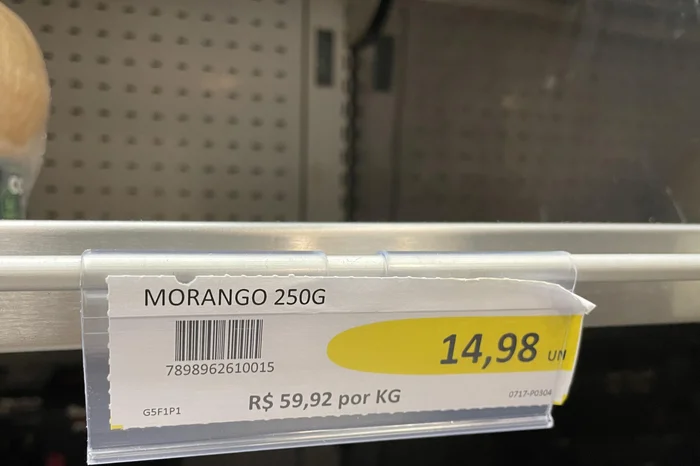 MORANGO 250G
14,98 UN
7898962610015
R$ 59,92 por KG
G5F1P1
0717-P0304